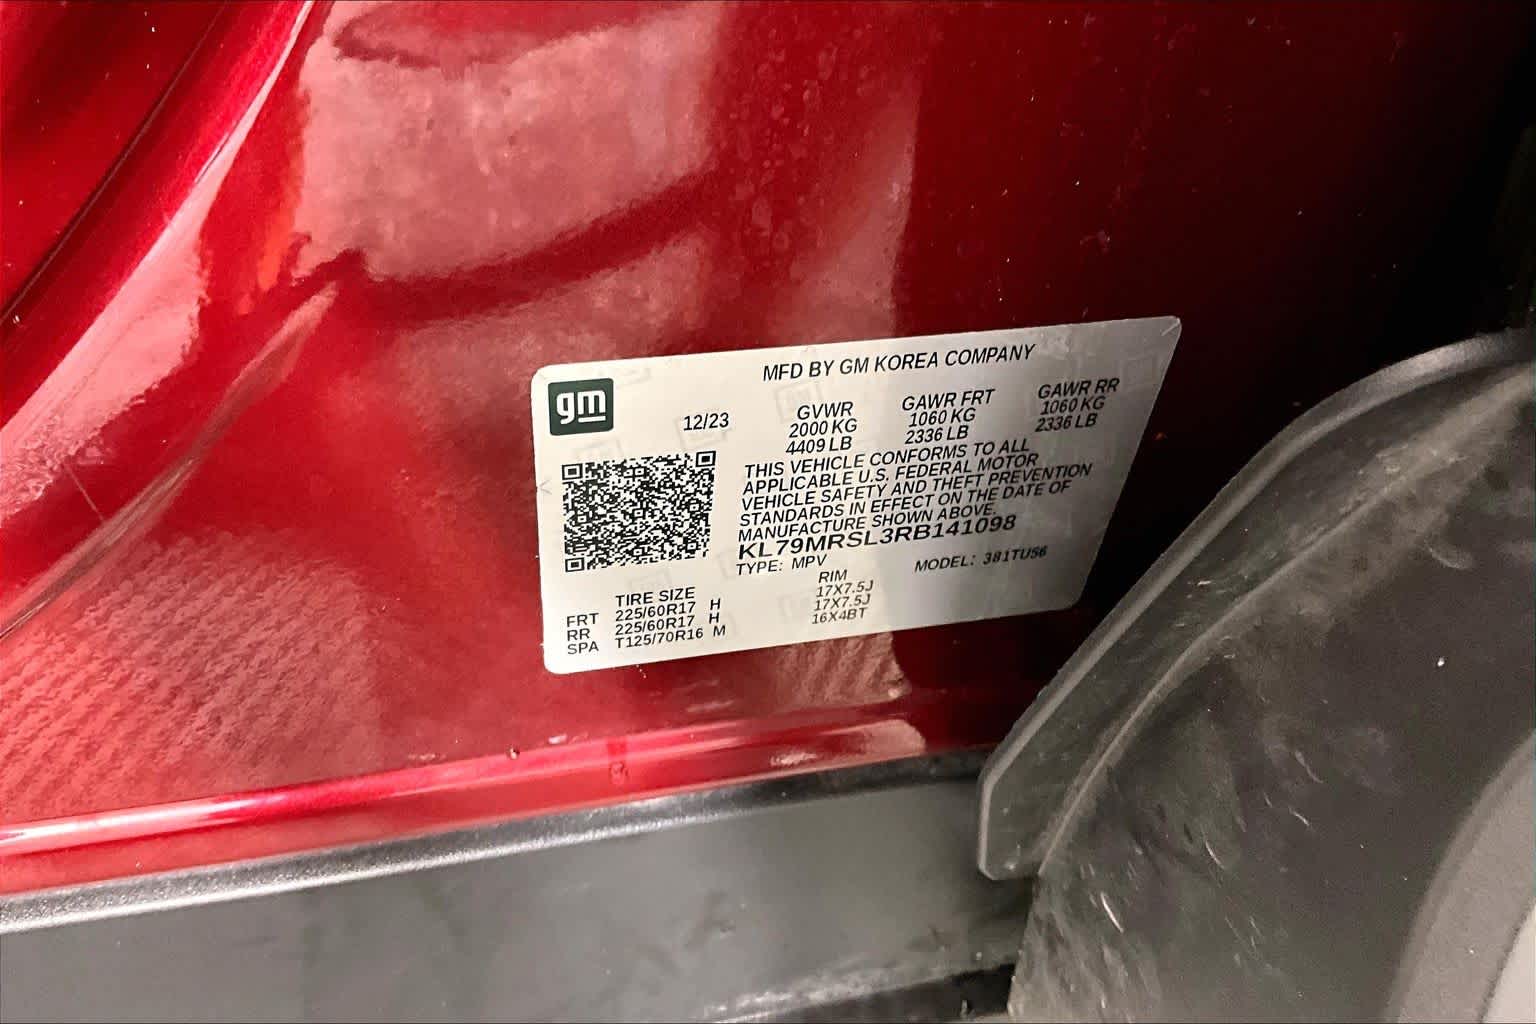 MFD BY GM KOREA COMPANY
gm
12/23
GVWR GAWR FRT GAWR RR
2000 KG 1060 KG 1060 KG
4409 LB 2336 LB 2336 LB
THIS VEHICLE CONFORMS TO ALL
APPLICABLE U.S. FEDERAL MOTOR
VEHICLE SAFETY AND THEFT PREVENTION
STANDARDS IN EFFECT ON THE DATE OF
MANUFACTURE SHOWN ABOVE.
KL79MRSL3RB141098
TYPE: MPV MODEL: 381TU56
TIRE SIZE RIM
FRT 225/60R17 H 17X7.5J
RR 225/60R17 H 17X7.5J
SPA T125/70R16 M 16X4BT